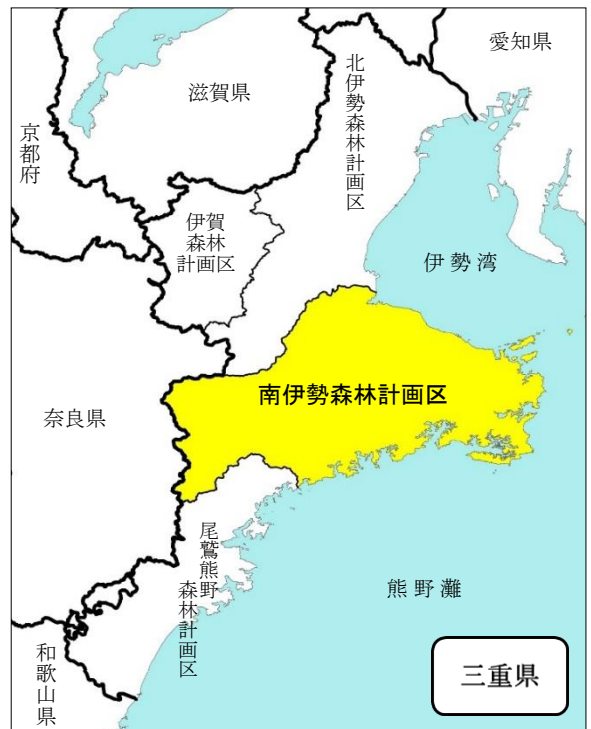 愛知県
滋賀県
北伊勢森林計画区
京都府
伊賀
森林
計画区
伊勢湾
南伊勢森林計画区
奈良県
尾鷲熊野
森林計画区
熊野灘
和歌山県
三重県